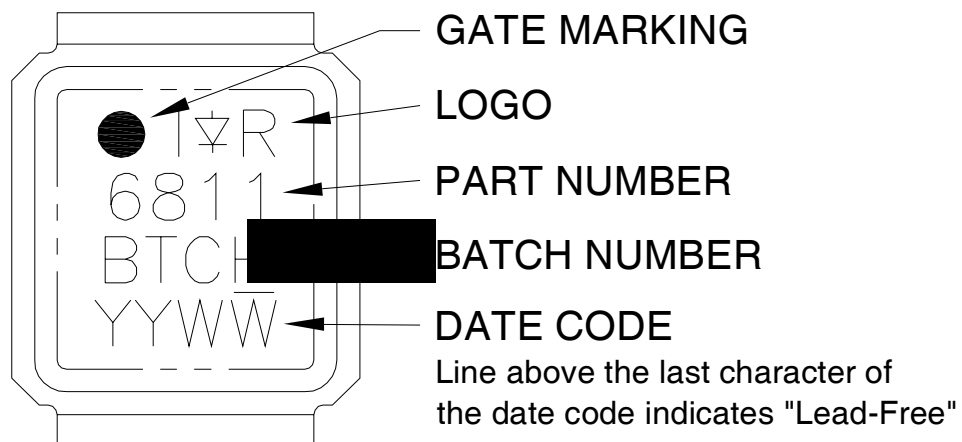 GATE MARKING
I R
LOGO
6811
PART NUMBER
BATCH NUMBER
YYWW
DATE CODE
Line above the last character of
the date code indicates "Lead-Free"